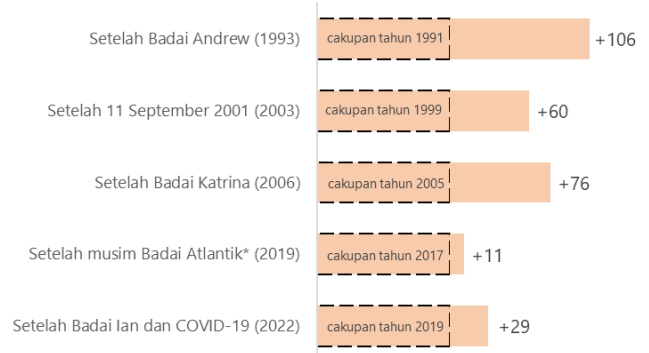 Setelah Badai Andrew (1993) cakupan tahun 1991 +106
Setelah 11 September 2001 (2003) cakupan tahun 1999 +60
Setelah Badai Katrina (2006) cakupan tahun 2005 +76
Setelah musim Badai Atlantik* (2019) cakupan tahun 2017 +11
Setelah Badai Ian dan COVID-19 (2022) cakupan tahun 2019 +29